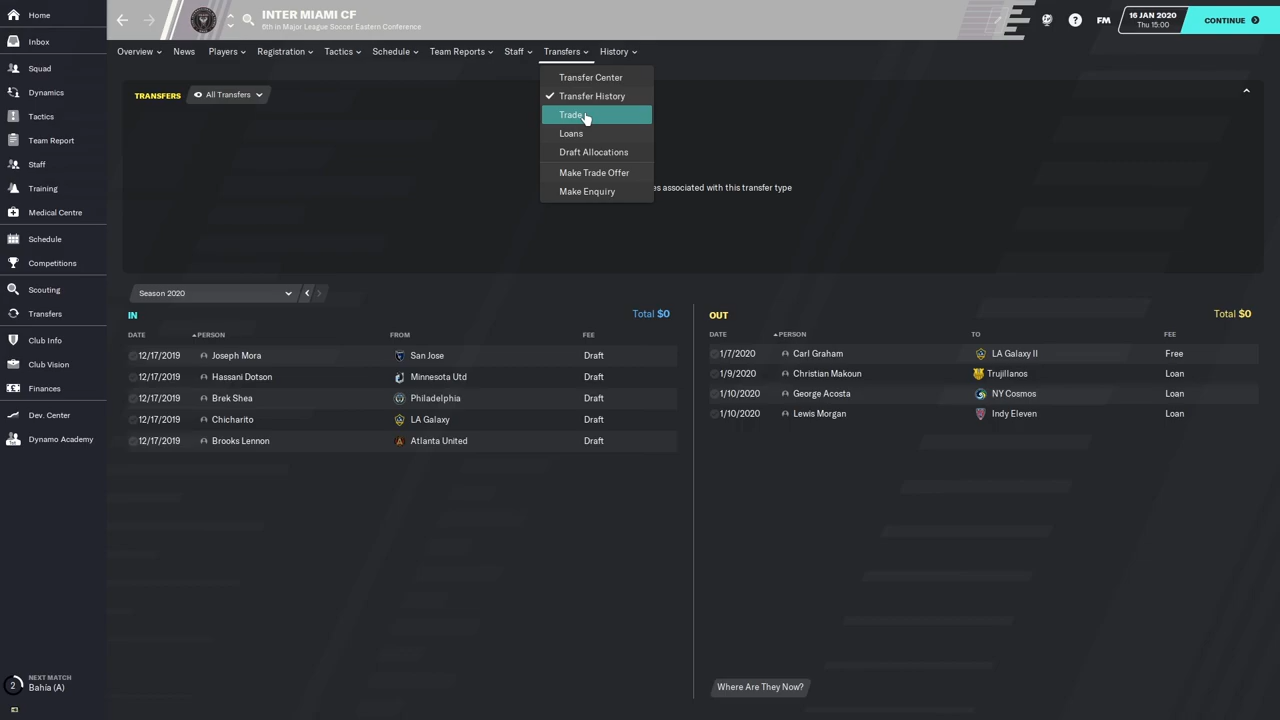 Home
Inbox
Squad
Dynamics
Tactics
Team Report
Staff
Training
Medical Centre
Schedule
Competitions
Scouting
Transfers
Club Info
Club Vision
Finances
Dev. Center
Dynamo Academy
2
NEXT MATCH
Bahía (A)
INTER MIAMI CF
8th in Major League Soccer Eastern Conference
?
FM
16 JAN 2020
Thu 15:00
CONTINUE
Overview
News
Players
Registration
Tactics
Schedule
Team Reports
Staff
Transfers
History
Transfer Center
Transfer History
Trade
Loans
Draft Allocations
Make Trade Offer
Make Enquiry
TRANSFERS
All Transfers
es associated with this transfer type
Season 2020
IN
Total $0
DATE PERSON FROM FEE
12/17/2019 Joseph Mora San Jose Draft
12/17/2019 Hassani Dotson Minnesota Utd Draft
12/17/2019 Brek Shea Philadelphia Draft
12/17/2019 Chicharito LA Galaxy Draft
12/17/2019 Brooks Lennon Atlanta United Draft
OUT
Total $0
DATE PERSON TO FEE
1/7/2020 Carl Graham LA Galaxy II Free
1/9/2020 Christian Makoun Trujillanos Loan
1/10/2020 George Acosta NY Cosmos Loan
1/10/2020 Lewis Morgan Indy Eleven Loan
Where Are They Now?